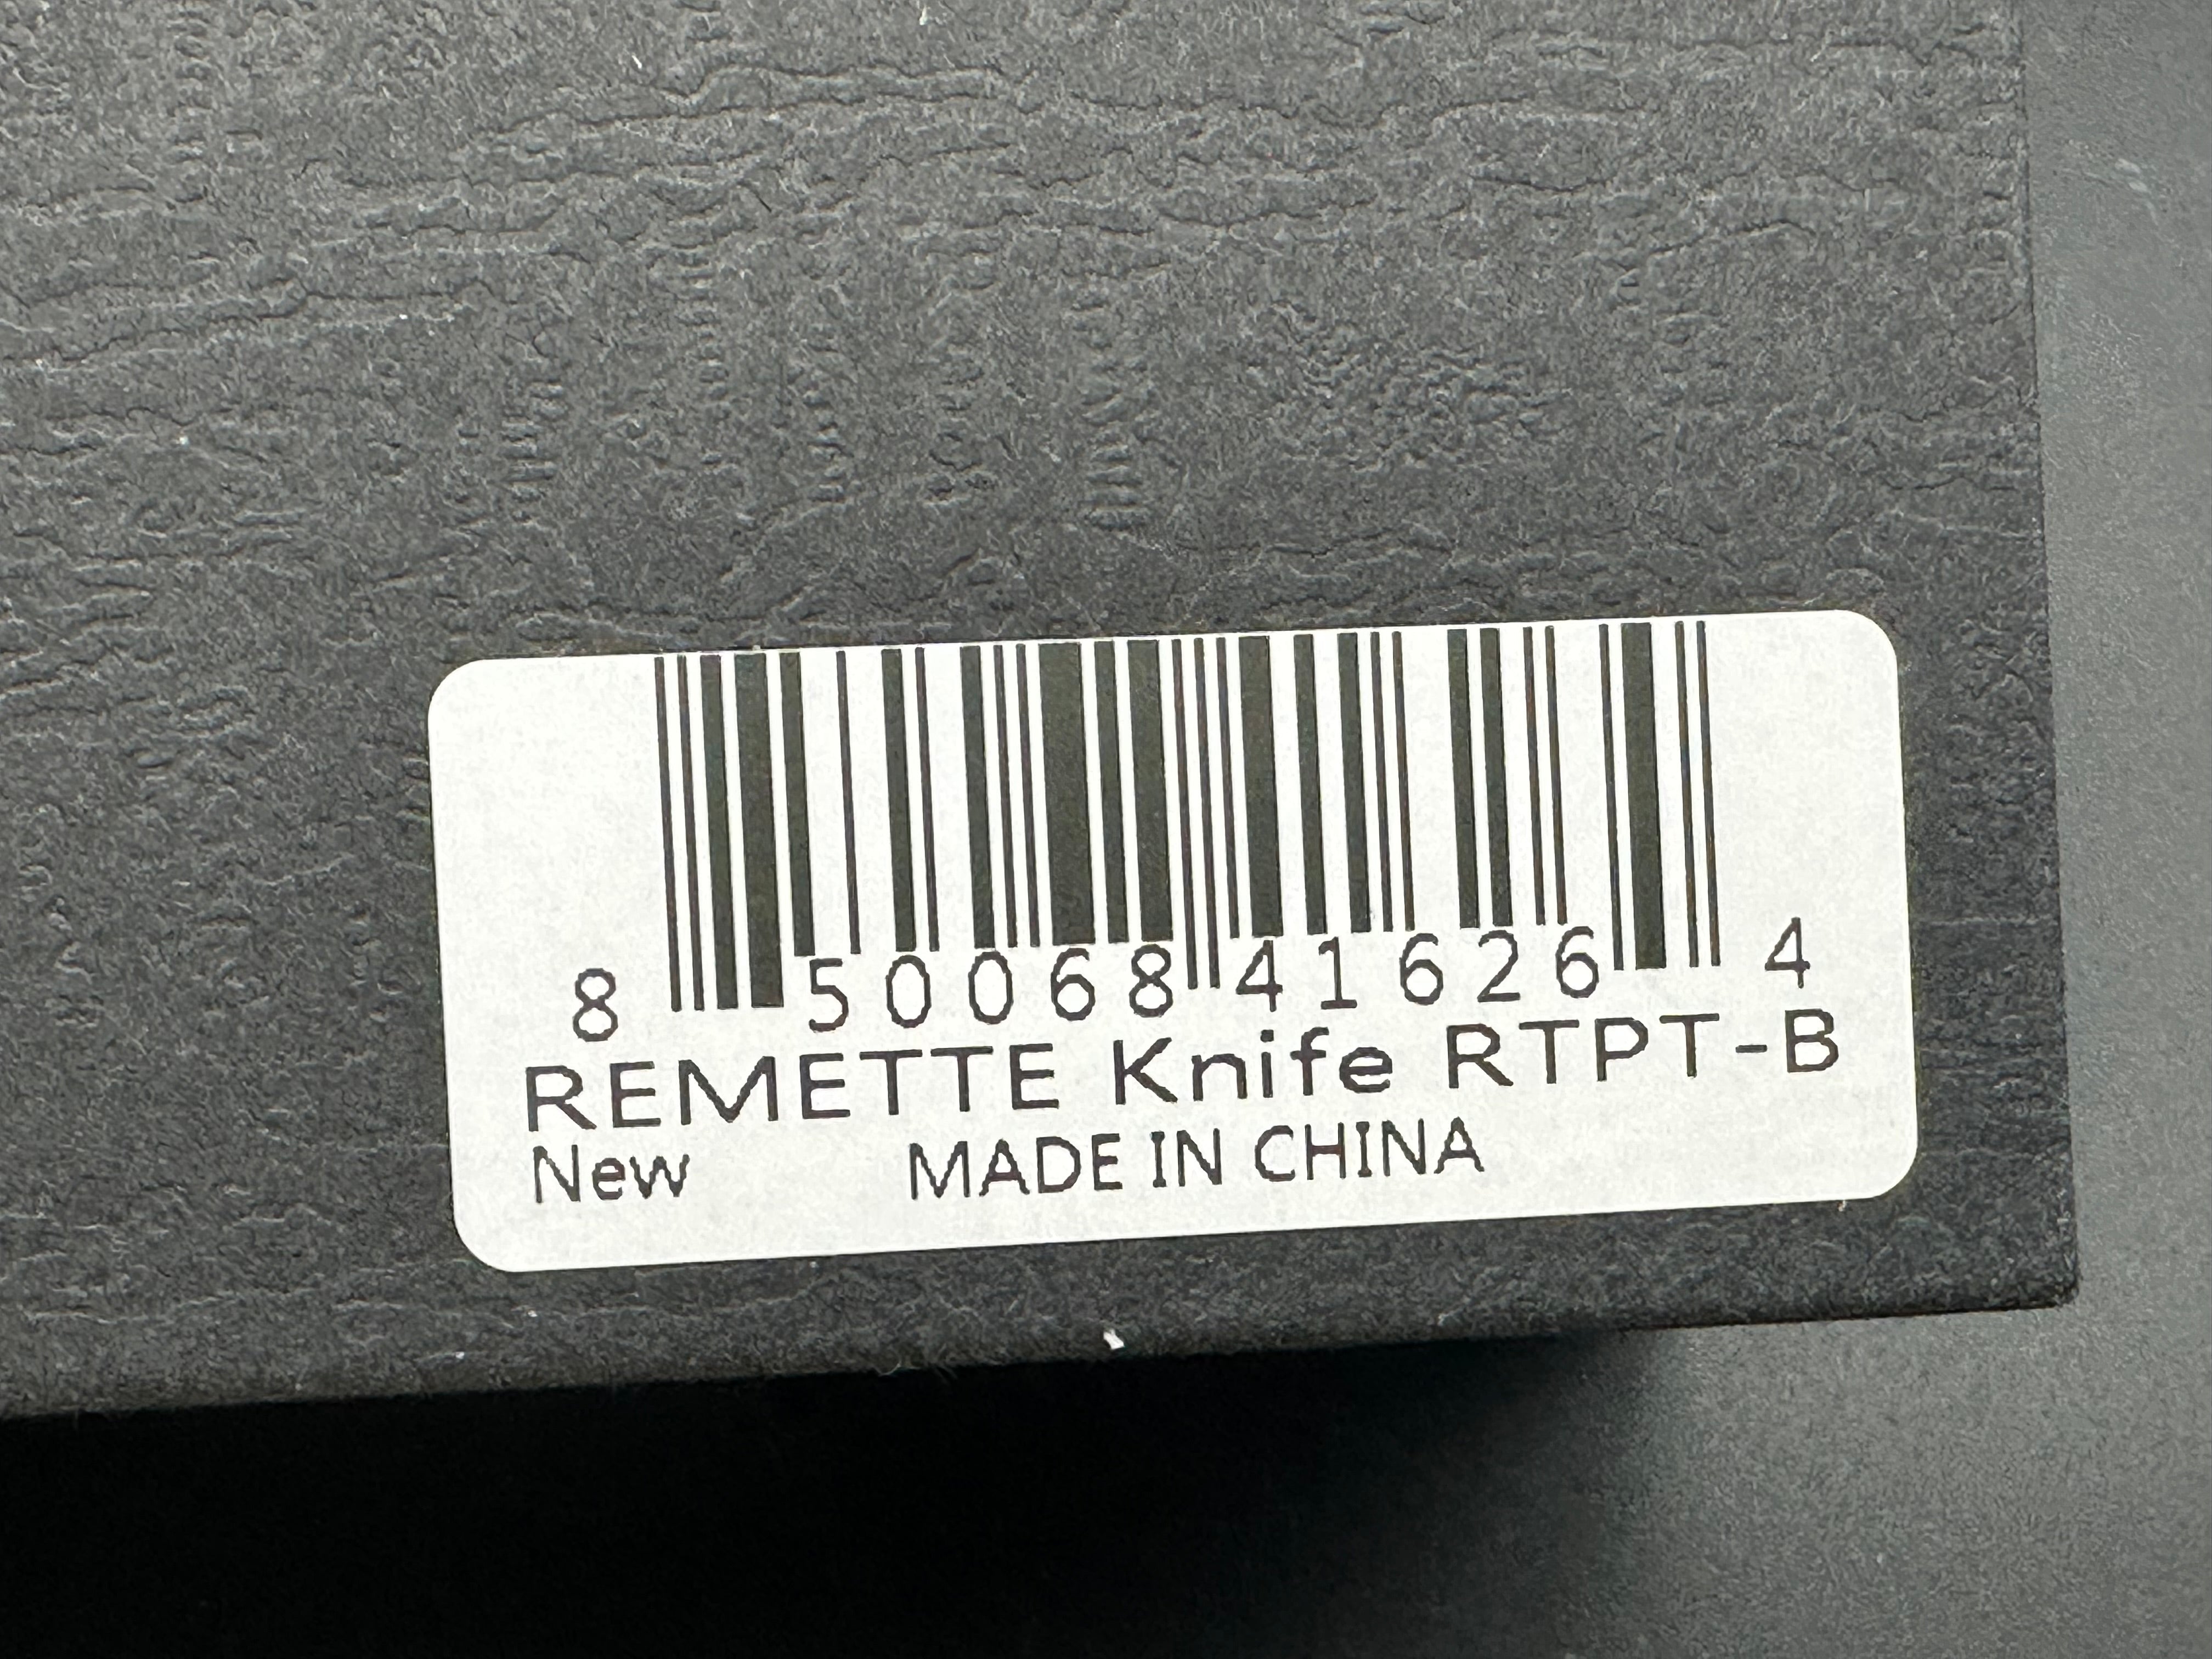 8 50068 41626 4
REMETTE Knife RTPT-B
New MADE IN CHINA